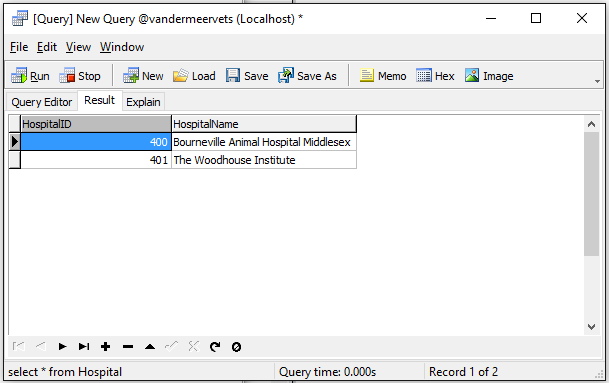 [Query] New Query @vandermeervets (Localhost) *
File Edit View Window
Run Stop New Load Save Save As Memo Hex Image
Query Editor Result Explain
HospitalID HospitalName
400 Bourneville Animal Hospital Middlesex
401 The Woodhouse Institute
select * from Hospital Query time: 0.000s Record 1 of 2